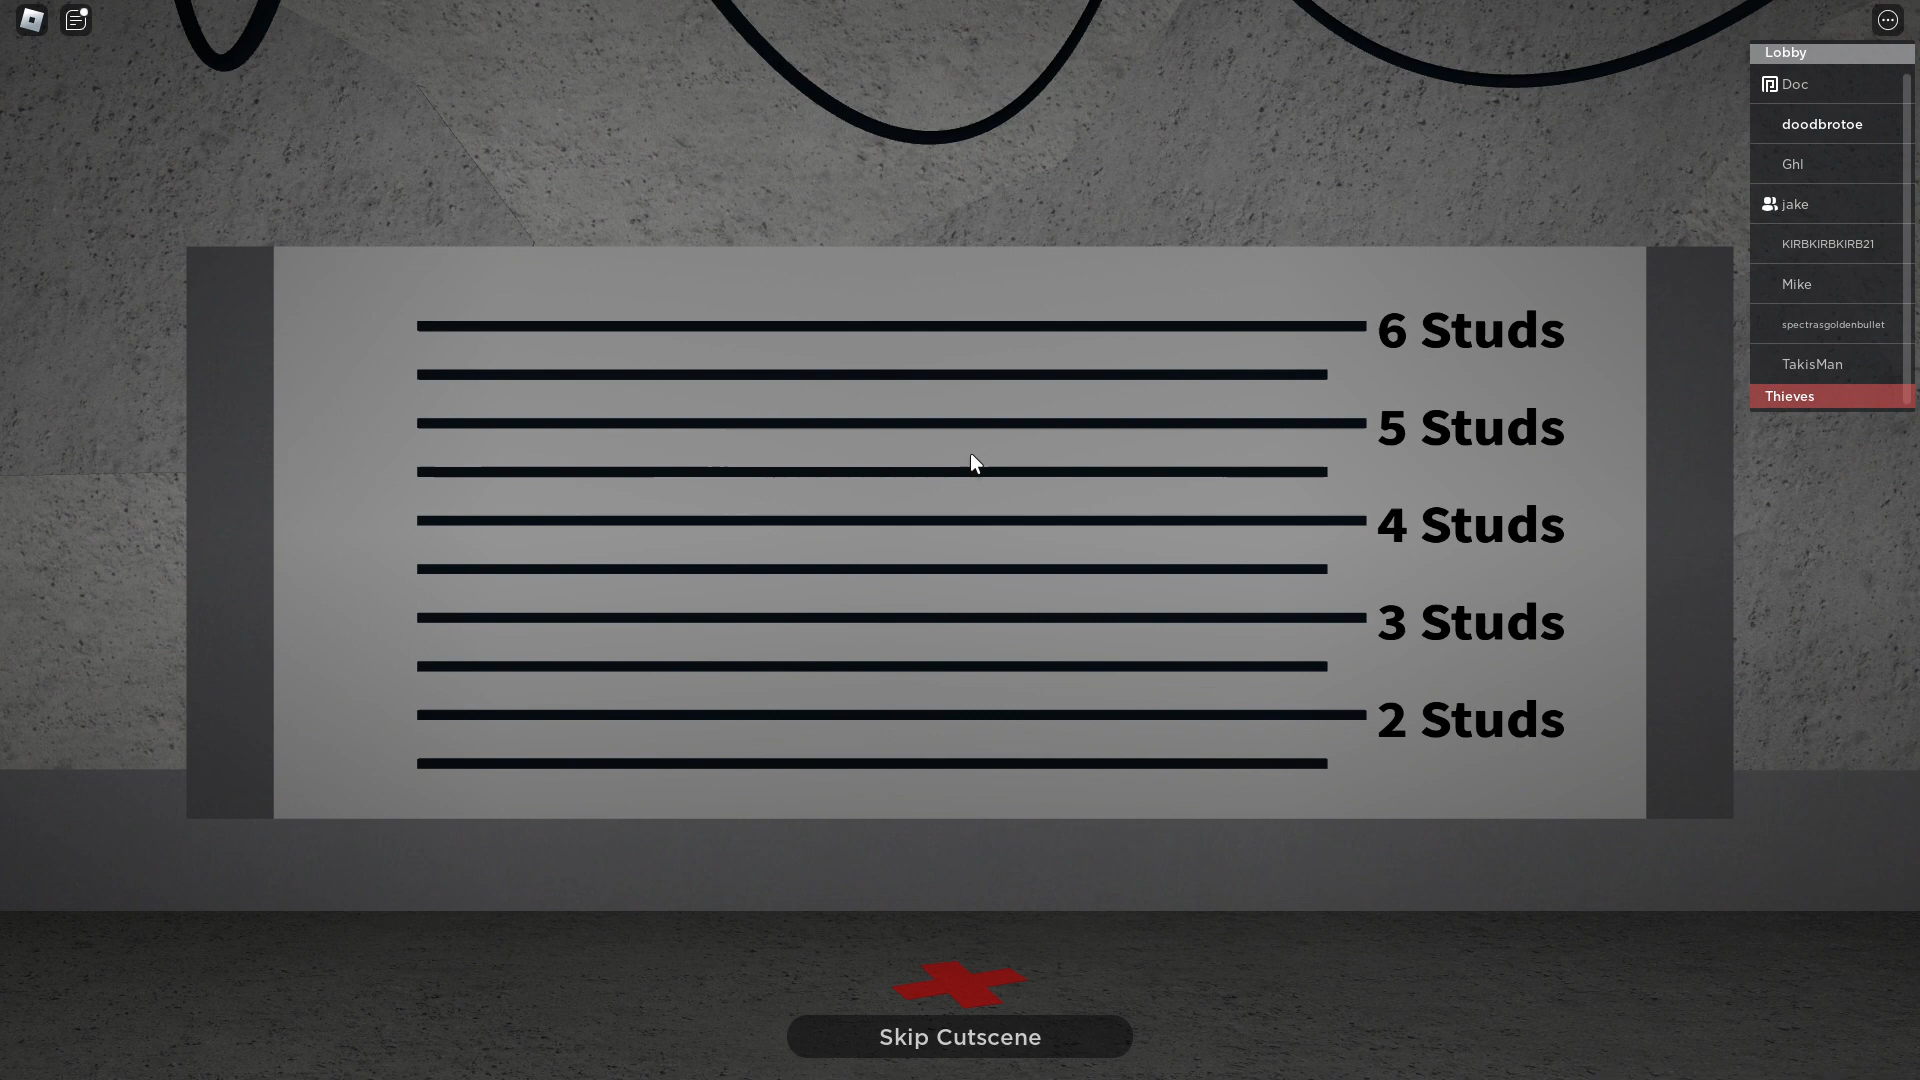 Lobby
Doc
doodbrotoe
Ghl
jake
KIRBKIRBKIRB21
Mike
spectrasgoldenbullet
TakisMan
Thieves
6 Studs
5 Studs
4 Studs
3 Studs
2 Studs
Skip Cutscene